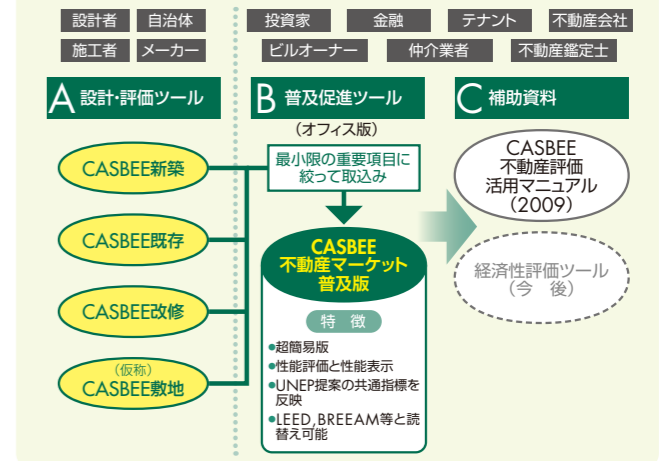 設計者 自治体 投資家 金融 テナント 不動産会社
施工者 メーカー ビルオーナー 仲介業者 不動産鑑定士
A 設計・評価ツール
CASBEE新築
CASBEE既存
CASBEE改修
(仮称)
CASBEE敷地
B 普及促進ツール
(オフィス版)
最小限の重要項目に
絞って取込み
CASBEE
不動産マーケット
普及版
特 徴
●超簡易版
●性能評価と性能表示
●UNEP提案の共通指標を
反映
●LEED,BREEAM等と読
替え可能
C 補助資料
CASBEE
不動産評価
活用マニュアル
(2009)
経済性評価ツール
(今 後)